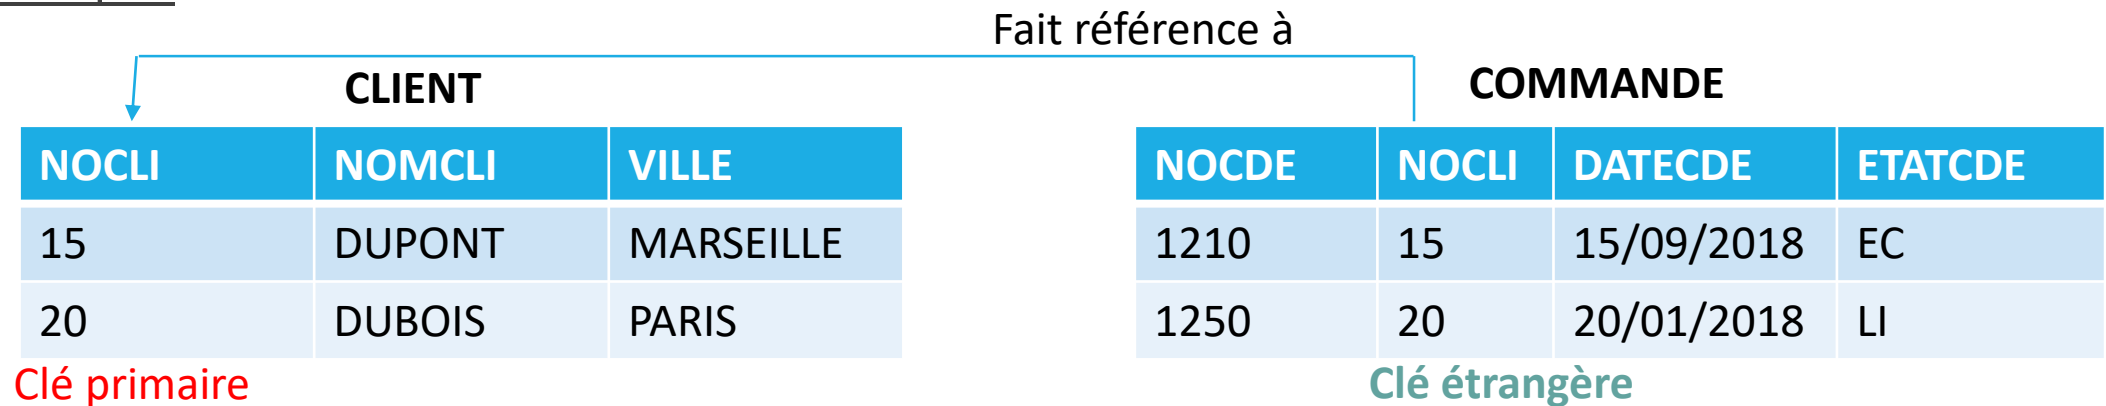 Fait référence à
CLIENT
COMMANDE
NOCLI NOMCLI VILLE
15 DUPONT MARSEILLE
20 DUBOIS PARIS
Clé primaire
NOCDE NOCLI DATECDE ETATCDE
1210 15 15/09/2018 EC
1250 20 20/01/2018 LI
Clé étrangère